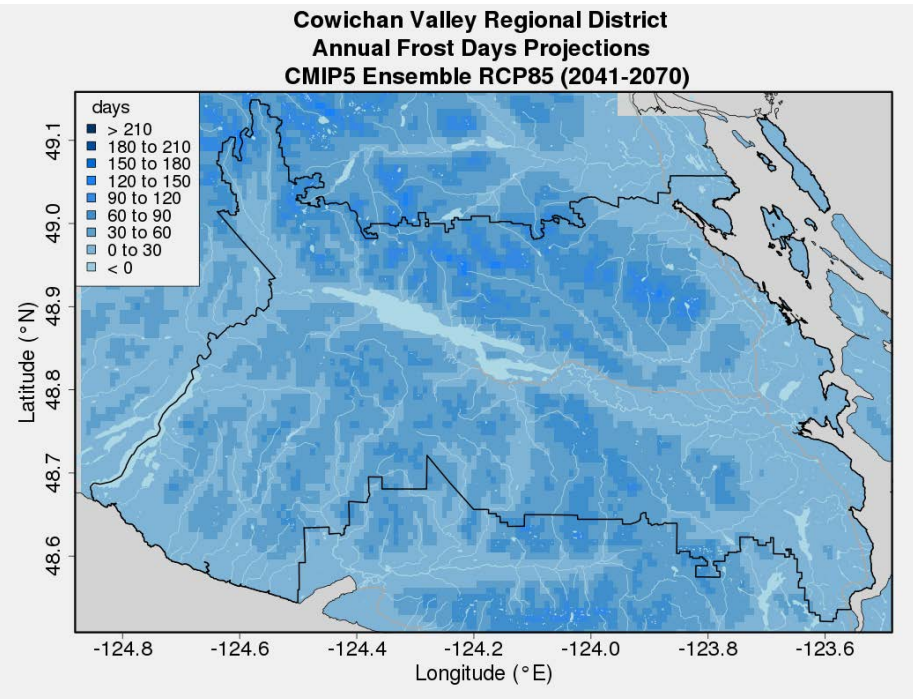 Cowichan Valley Regional District
Annual Frost Days Projections
CMIP5 Ensemble RCP85 (2041-2070)
days
> 210
180 to 210
150 to 180
120 to 150
90 to 120
60 to 90
30 to 60
0 to 30
< 0
Latitude (°N)
49.1
49.0
48.9
48.8
48.7
48.6
-124.8 -124.6 -124.4 -124.2 -124.0 -123.8 -123.6
Longitude (°E)